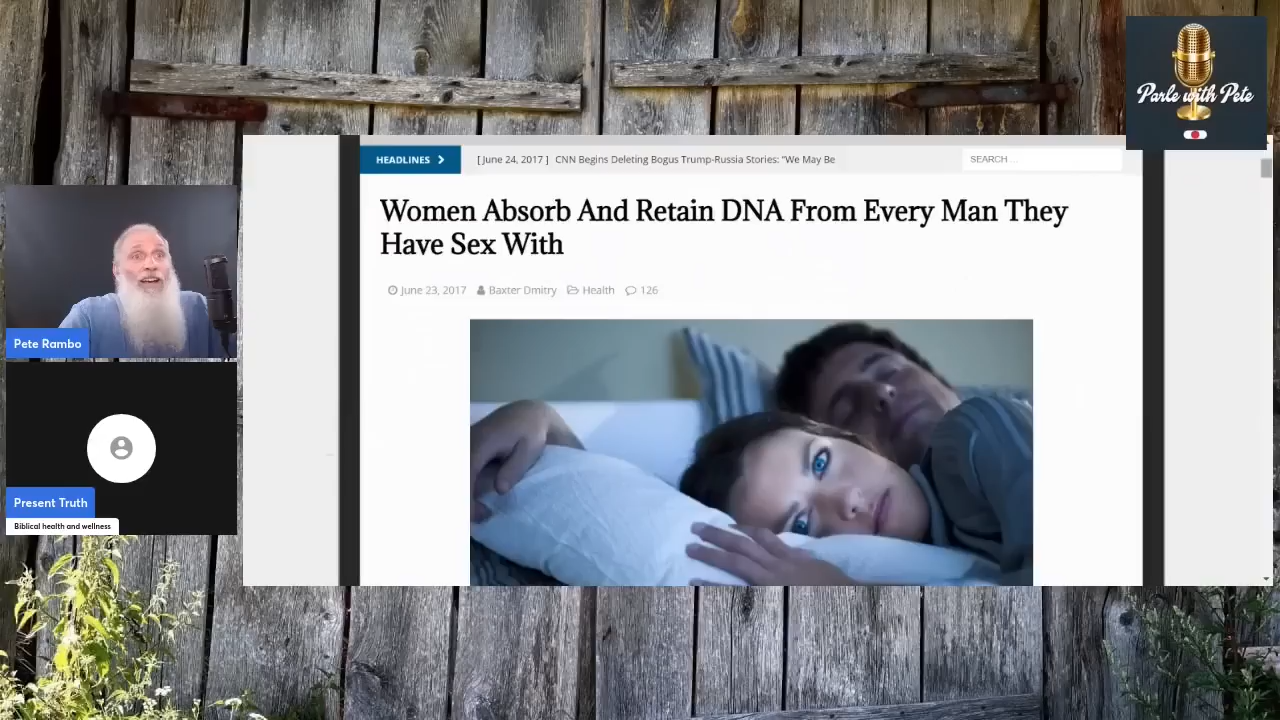 Parle with Pete
HEADLINES
[ June 24, 2017 ] CNN Begins Deleting Bogus Trump-Russia Stories: “We May Be
SEARCH …
Women Absorb And Retain DNA From Every Man They
Have Sex With
June 23, 2017 Baxter Dmitry Health 126
Pete Rambo
Present Truth
Biblical health and wellness